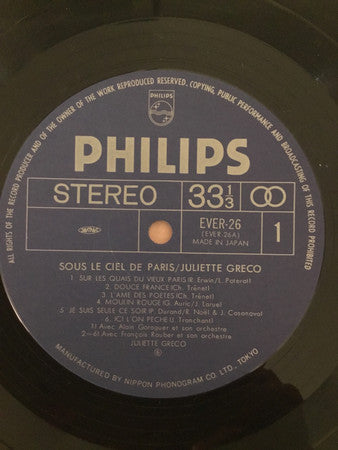 ALL RIGHTS OF THE RECORD PRODUCER AND OF THE OWNER OF THE WORK REPRODUCED RESERVED. COPYING, PUBLIC PERFORMANCE AND BROADCASTING OF THIS RECORD PROHIBITED.
PHILIPS
PHILIPS
STEREO 33 1/3
EVER-26
(EVER-26A)
MADE IN JAPAN
1
SOUS LE CIEL DE PARIS/JULIETTE GRECO
1 SUR LES QUAIS DU VIEUX PARIS(R. Erwin/L. Poterat)
2 DOUCE FRANCE(Ch. Trénet)
3 L'AME DES POETES(Ch. Trénet)
4 MOULIN ROUGE(G. Auric/J. Larue)
5 JE SUIS SEULE CE SOIR(P. Durand/R. Noël & J. Casanova)
6 ICI L'ON PECHE(J. Tranchant)
1) Avec Alain Goraguer et son orchestre
2~6) Avec François Rauber et son orchestre
JULIETTE GRECO
MANUFACTURED BY NIPPON PHONOGRAM CO., LTD., TOKYO